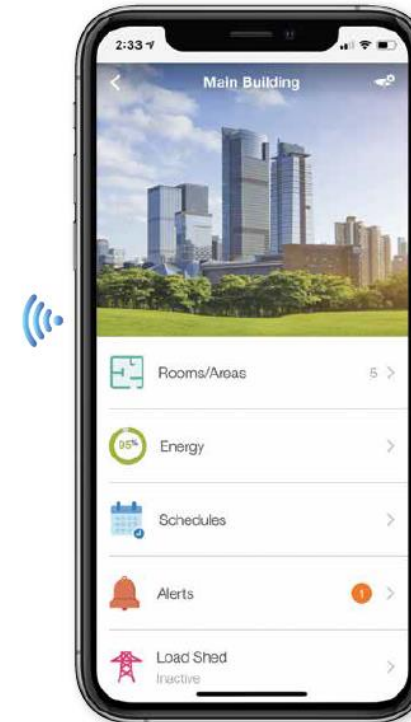 2:33
Main Building
Rooms/Areas 5
95% Energy
Schedules
Alerts 1
Load Shed
Inactive